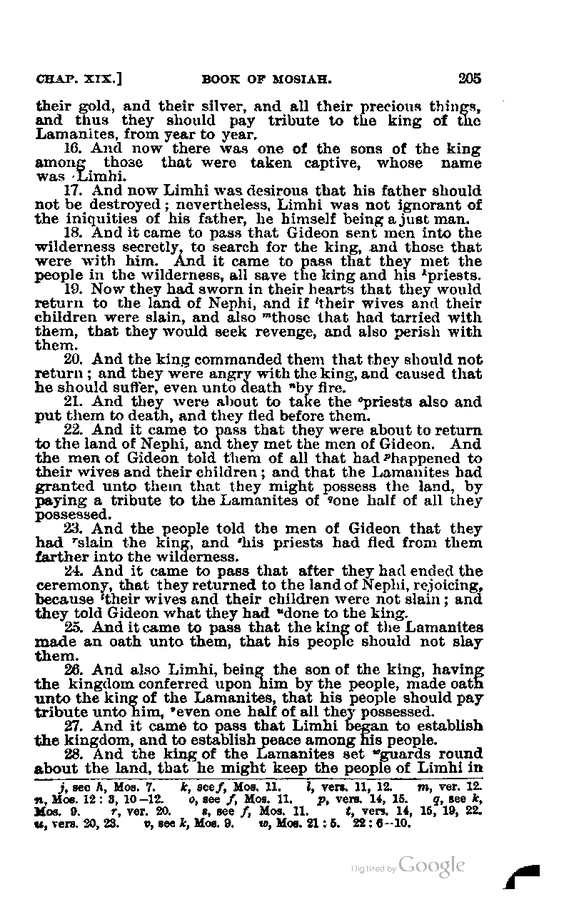 CHAP. XIX.] BOOK OF MOSIAH. 205
their gold, and their silver, and all their precious things,
and thus they should pay tribute to the king of the
Lamanites, from year to year.
16. And now there was one of the sons of the king
among those that were taken captive, whose name
was Limhi.
17. And now Limhi was desirous that his father should
not be destroyed; nevertheless, Limhi was not ignorant of
the iniquities of his father, he himself being a just man.
18. And it came to pass that Gideon sent men into the
wilderness secretly, to search for the king, and those that
were with him. And it came to pass that they met the
people in the wilderness, all save the king and his ᵏpriests.
19. Now they had sworn in their hearts that they would
return to the land of Nephi, and if ˡtheir wives and their
children were slain, and also ᵐthose that had tarried with
them, that they would seek revenge, and also perish with
them.
20. And the king commanded them that they should not
return; and they were angry with the king, and caused that
he should suffer, even unto death ⁿby fire.
21. And they were about to take the ᵒpriests also and
put them to death, and they fled before them.
22. And it came to pass that they were about to return
to the land of Nephi, and they met the men of Gideon. And
the men of Gideon told them of all that had ᵖhappened to
their wives and their children; and that the Lamanites had
granted unto them that they might possess the land, by
paying a tribute to the Lamanites of qone half of all they
possessed.
23. And the people told the men of Gideon that they
had ʳslain the king, and ˢhis priests had fled from them
farther into the wilderness.
24. And it came to pass that after they had ended the
ceremony, that they returned to the land of Nephi, rejoicing,
because ᵗtheir wives and their children were not slain; and
they told Gideon what they had ᵘdone to the king.
25. And it came to pass that the king of the Lamanites
made an oath unto them, that his people should not slay
them.
26. And also Limhi, being the son of the king, having
the kingdom conferred upon him by the people, made oath
unto the king of the Lamanites, that his people should pay
tribute unto him, ᵛeven one half of all they possessed.
27. And it came to pass that Limhi began to establish
the kingdom, and to establish peace among his people.
28. And the king of the Lamanites set ʷguards round
about the land, that he might keep the people of Limhi in
j, see h, Mos. 7. k, see f, Mos. 11. l, vers. 11, 12. m, ver. 12.
n, Mos. 12: 3, 10–12. o, see f, Mos. 11. p, vers. 14, 15. q, see k,
Mos. 9. r, ver. 20. s, see f, Mos. 11. t, vers. 14, 15, 19, 22.
u, vers. 20, 23. v, see k, Mos. 9. w, Mos. 21: 5. 22: 6--10.
Digitized by Google